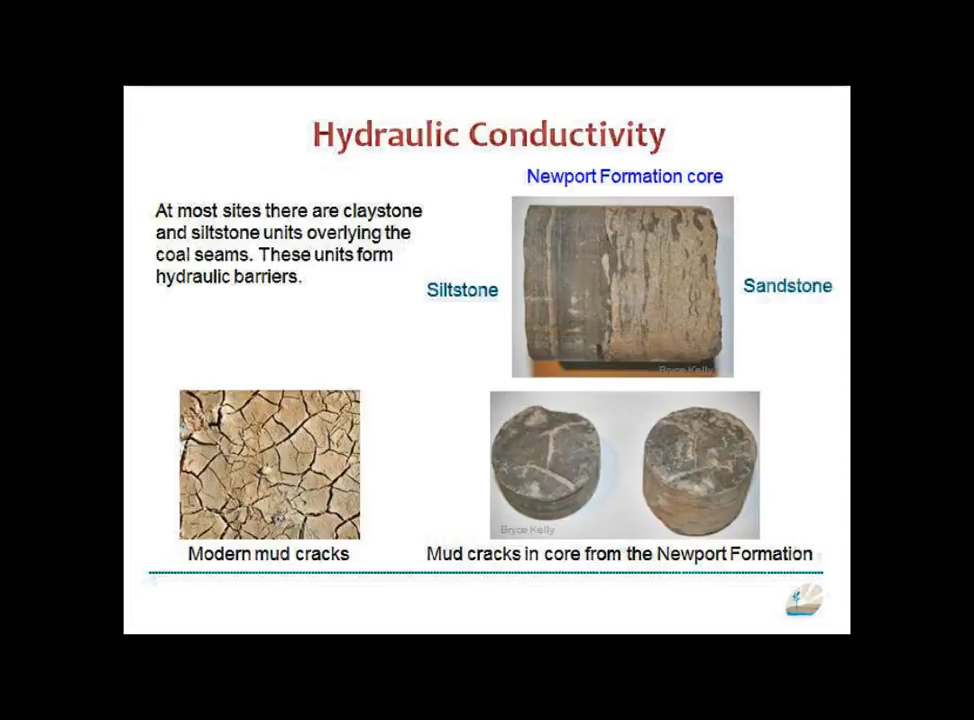 Hydraulic Conductivity
Newport Formation core
At most sites there are claystone
and siltstone units overlying the
coal seams. These units form
hydraulic barriers.
Siltstone
Sandstone
Bryce Kelly
Bryce Kelly
Modern mud cracks
Mud cracks in core from the Newport Formation